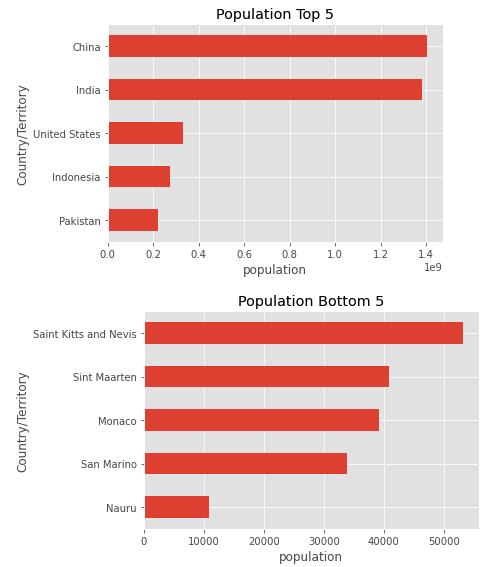 Population Top 5
Country/Territory
China
India
United States
Indonesia
Pakistan
0.0 0.2 0.4 0.6 0.8 1.0 1.2 1.4
1e9
population
Population Bottom 5
Country/Territory
Saint Kitts and Nevis
Sint Maarten
Monaco
San Marino
Nauru
0 10000 20000 30000 40000 50000
population